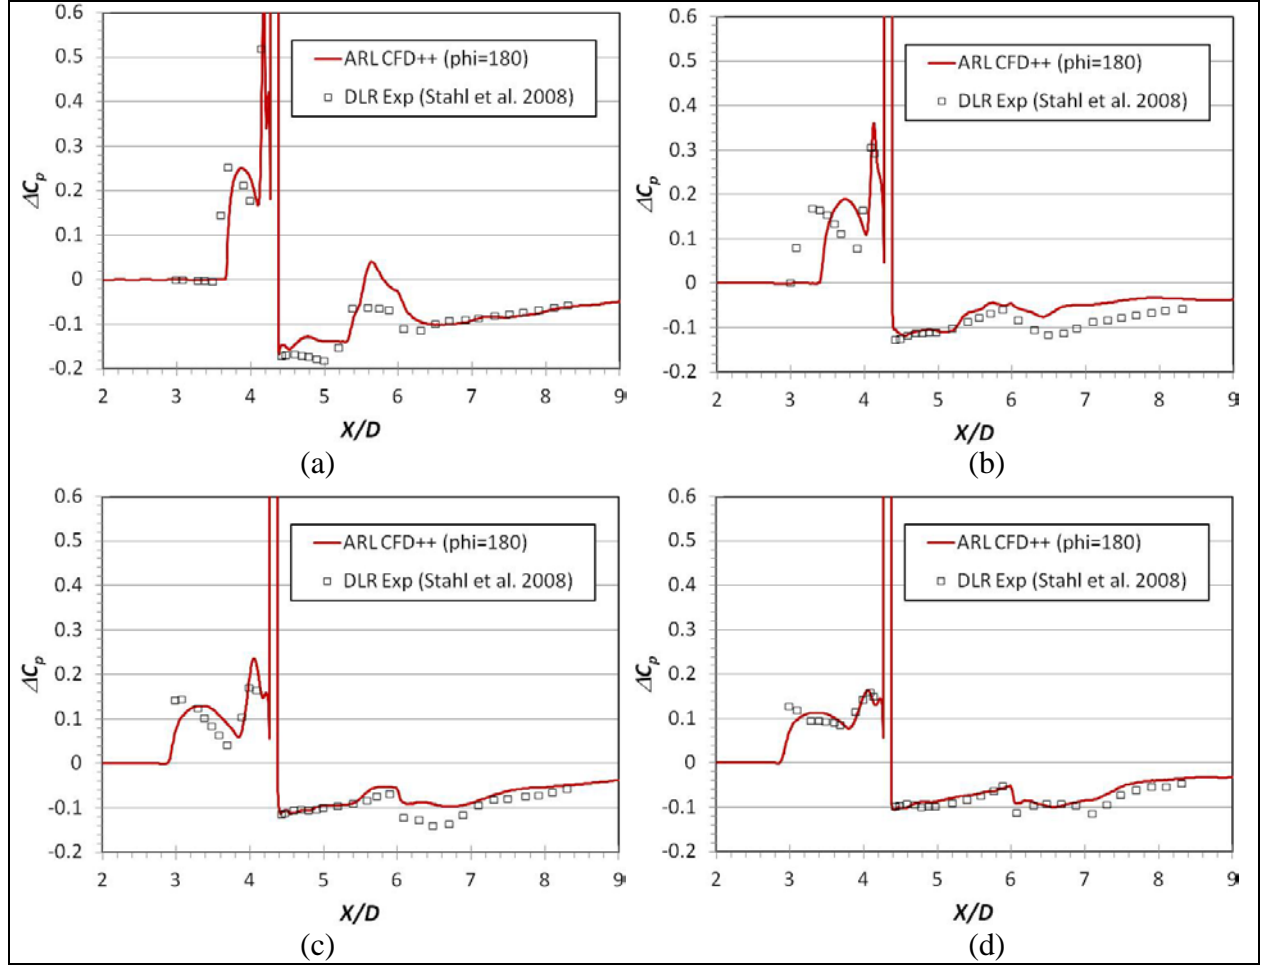 0.6
0.5
0.4
0.3
0.2
0.1
0
-0.1
-0.2
ΔCp
ARL CFD++ (phi=180)
DLR Exp (Stahl et al. 2008)
2 3 4 5 6 7 8 9
X/D
(a)
0.6
0.5
0.4
0.3
0.2
0.1
0
-0.1
-0.2
ΔCp
ARL CFD++ (phi=180)
DLR Exp (Stahl et al. 2008)
2 3 4 5 6 7 8 9
X/D
(b)
0.6
0.5
0.4
0.3
0.2
0.1
0
-0.1
-0.2
ΔCp
ARL CFD++ (phi=180)
DLR Exp (Stahl et al. 2008)
2 3 4 5 6 7 8 9
X/D
(c)
0.6
0.5
0.4
0.3
0.2
0.1
0
-0.1
-0.2
ΔCp
ARL CFD++ (phi=180)
DLR Exp (Stahl et al. 2008)
2 3 4 5 6 7 8 9
X/D
(d)